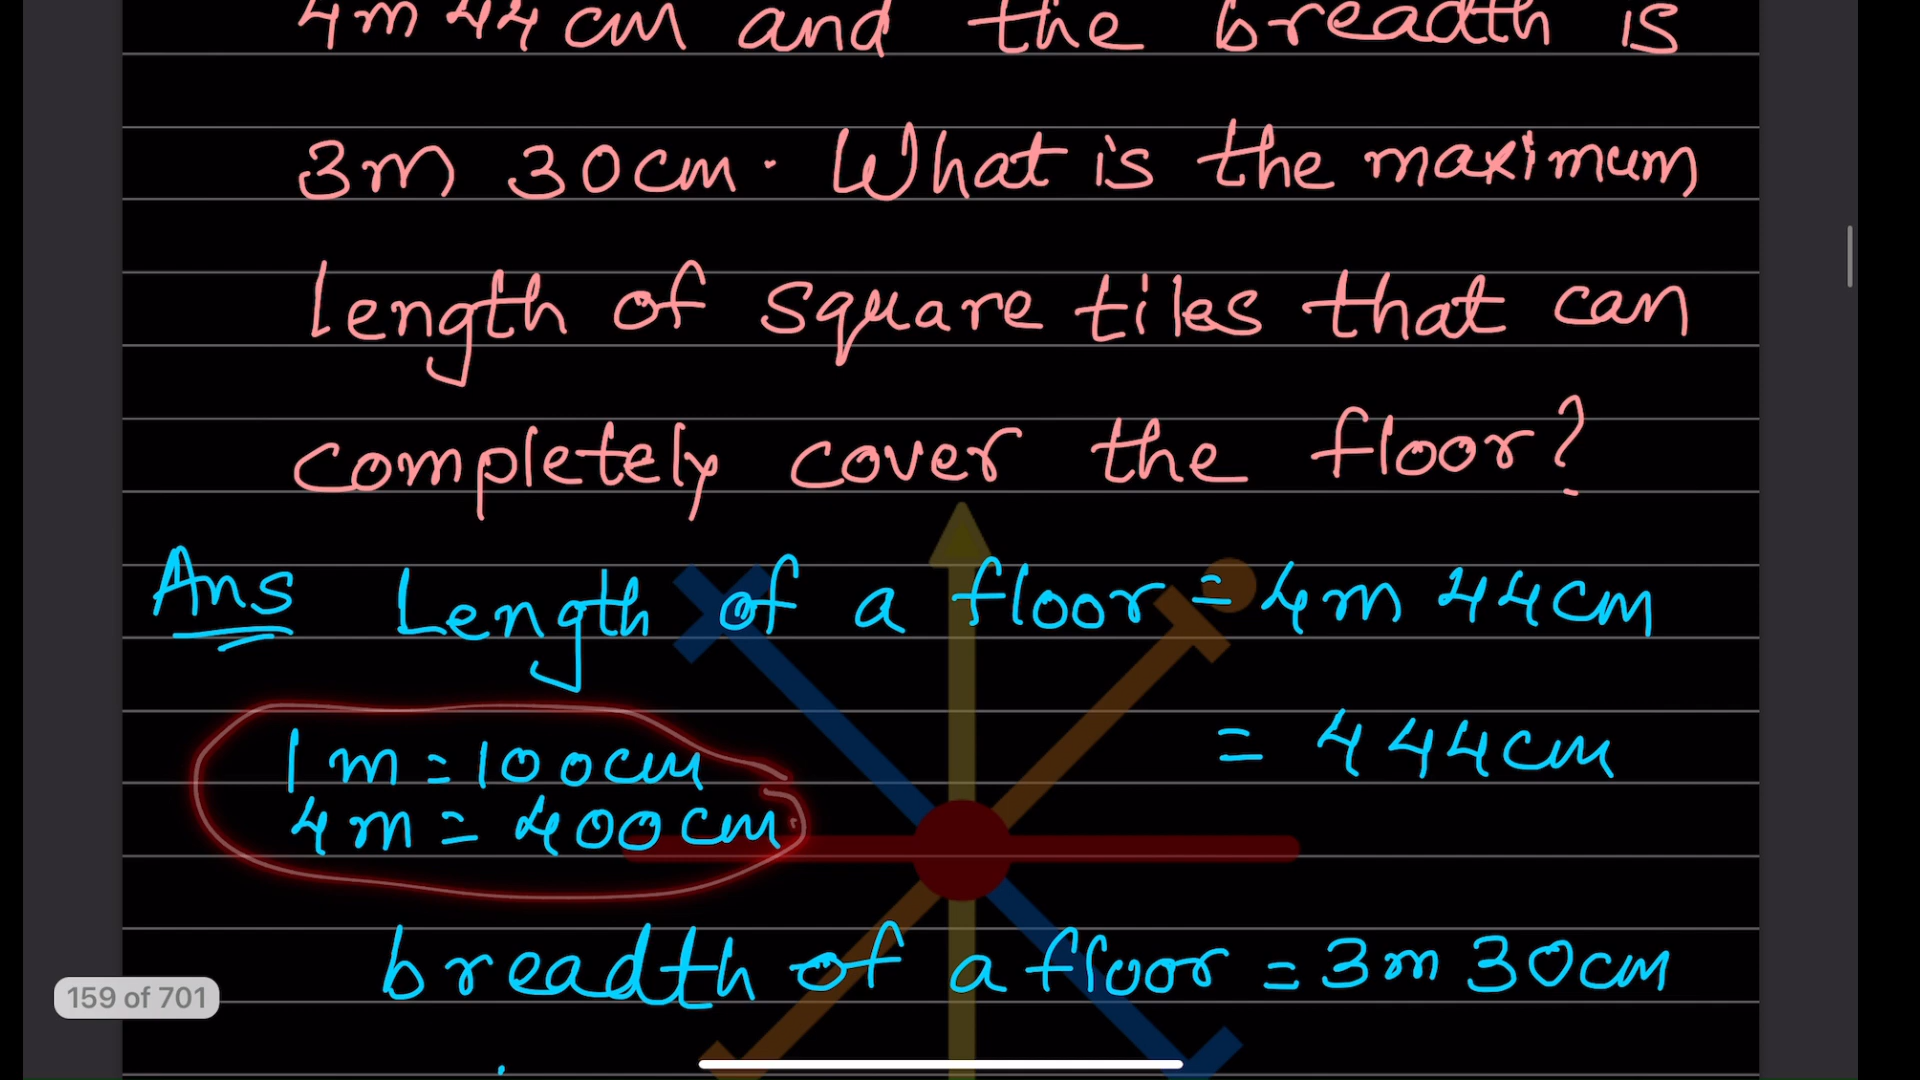 4m 44cm and the breadth is
3m 30cm. What is the maximum
length of square tiles that can
completely cover the floor?
Ans Length of a floor = 4m 44cm
= 444cm
1m = 100cm
4m = 400cm
breadth of a floor = 3m 30cm
159 of 701